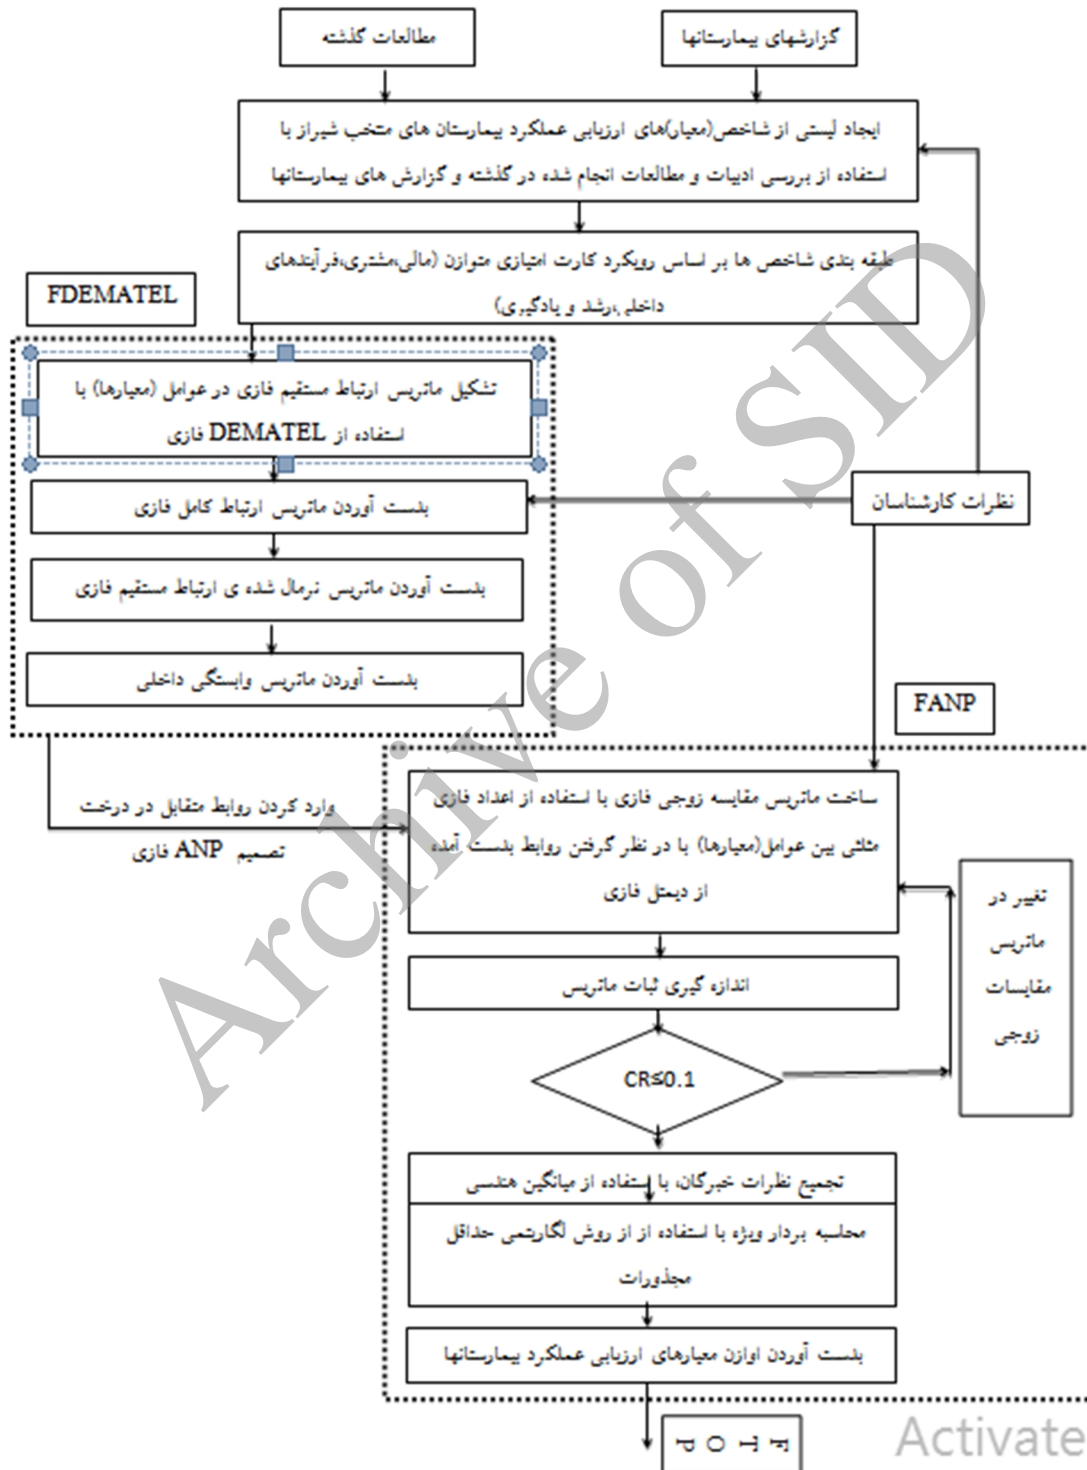 گزارشهای بیمارستانها
مطالعات گذشته
ایجاد لیستی از شاخص(معیار)های ارزیابی عملکرد بیمارستان های منتخب شیراز با
استفاده از بررسی ادبیات و مطالعات انجام شده در گذشته و گزارش های بیمارستانها
طبقه بندی شاخص ها بر اساس رویکرد کارت امتیازی متوازن (مالی،مشتری،فرآیندهای
داخلی،رشد و یادگیری)
FDEMATEL
تشکیل ماتریس ارتباط مستقیم فازی در عوامل (معیارها) با
استفاده از DEMATEL فازی
بدست آوردن ماتریس ارتباط کامل فازی
نظرات کارشناسان
بدست آوردن ماتریس نرمال شده ی ارتباط مستقیم فازی
بدست آوردن ماتریس وابستگی داخلی
FANP
وارد کردن روابط متقابل در درخت
تصمیم ANP فازی
ساخت ماتریس مقایسه زوجی فازی با استفاده از اعداد فازی
مثلثی بین عوامل(معیارها) با در نظر گرفتن روابط بدست آمده
از دیمتل فازی
تغییر در
ماتریس
مقایسات
زوجی
اندازه گیری ثبات ماتریس
CR≤0.1
تجمیع نظرات خبرگان، با استفاده از میانگین هندسی
محاسبه بردار ویژه با استفاده از از روش لگاریتمی حداقل
مجذورات
بدست آوردن اوازن معیارهای ارزیابی عملکرد بیمارستانها
F T O P
Archive of SID
Activate